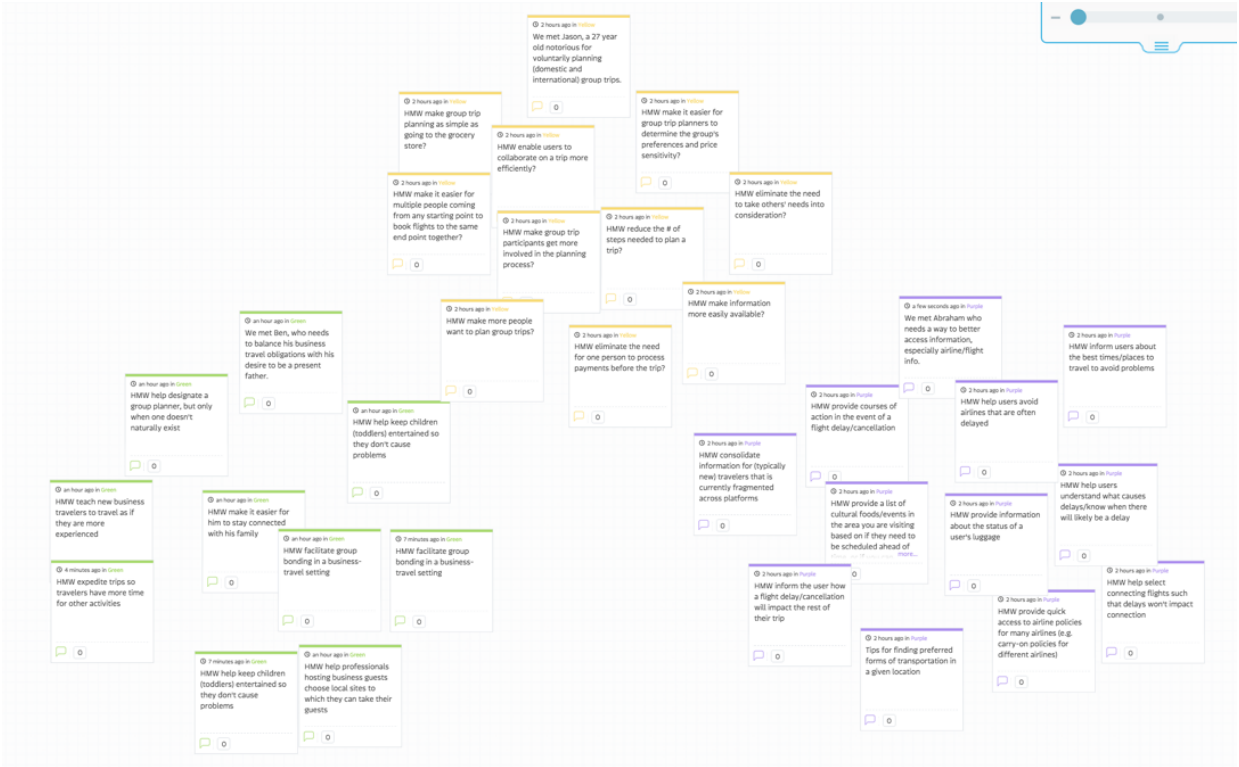 2 hours ago in Yellow
We met Jason, a 27 year
old notorious for
voluntarily planning
(domestic and
international) group trips.
0
2 hours ago in Yellow
HMW make group trip
planning as simple as
going to the grocery
store?
2 hours ago in Yellow
HMW enable users to
collaborate on a trip more
efficiently?
2 hours ago in Yellow
HMW make it easier for
group trip planners to
determine the group's
preferences and price
sensitivity?
0
2 hours ago in Yellow
HMW make it easier for
multiple people coming
from any starting point to
book flights to the same
end point together?
0
2 hours ago in Yellow
HMW make group trip
participants get more
involved in the planning
process?
2 hours ago in Yellow
HMW reduce the # of
steps needed to plan a
trip?
0
2 hours ago in Yellow
HMW eliminate the need
to take others' needs into
consideration?
0
2 hours ago in Yellow
HMW make more people
want to plan group trips?
0
2 hours ago in Yellow
HMW eliminate the need
for one person to process
payments before the trip?
0
2 hours ago in Yellow
HMW make information
more easily available?
0
an hour ago in Green
We met Ben, who needs
to balance his business
travel obligations with his
desire to be a present
father.
0
an hour ago in Green
HMW help designate a
group planner, but only
when one doesn't
naturally exist
0
an hour ago in Green
HMW help keep children
(toddlers) entertained so
they don't cause
problems
0
an hour ago in Green
HMW teach new business
travelers to travel as if
they are more
experienced
an hour ago in Green
HMW make it easier for
him to stay connected
with his family
0
an hour ago in Green
HMW facilitate group
bonding in a business-
travel setting
0
7 minutes ago in Green
HMW facilitate group
bonding in a business-
travel setting
0
4 minutes ago in Green
HMW expedite trips so
travelers have more time
for other activities
0
7 minutes ago in Green
HMW help keep children
(toddlers) entertained so
they don't cause
problems
0
an hour ago in Green
HMW help professionals
hosting business guests
choose local sites to
which they can take their
guests
0
a few seconds ago in Purple
We met Abraham who
needs a way to better
access information,
especially airline/flight
info.
0
2 hours ago in Purple
HMW inform users about
the best times/places to
travel to avoid problems
0
2 hours ago in Purple
HMW provide courses of
action in the event of a
flight delay/cancellation
0
2 hours ago in Purple
HMW help users avoid
airlines that are often
delayed
0
2 hours ago in Purple
HMW consolidate
information for (typically
new) travelers that is
currently fragmented
across platforms
0
2 hours ago in Purple
HMW provide a list of
cultural foods/events in
the area you are visiting
based on if they need to
be scheduled ahead of
more...
0
2 hours ago in Purple
HMW provide information
about the status of a
user's luggage
0
2 hours ago in Purple
HMW help users
understand what causes
delays/know when there
will likely be a delay
0
2 hours ago in Purple
HMW inform the user how
a flight delay/cancellation
will impact the rest of
their trip
0
2 hours ago in Purple
Tips for finding preferred
forms of transportation in
a given location
0
2 hours ago in Purple
HMW provide quick
access to airline policies
for many airlines (e.g.
carry-on policies for
different airlines)
0
2 hours ago in Purple
HMW help select
connecting flights such
that delays won't impact
connection
0